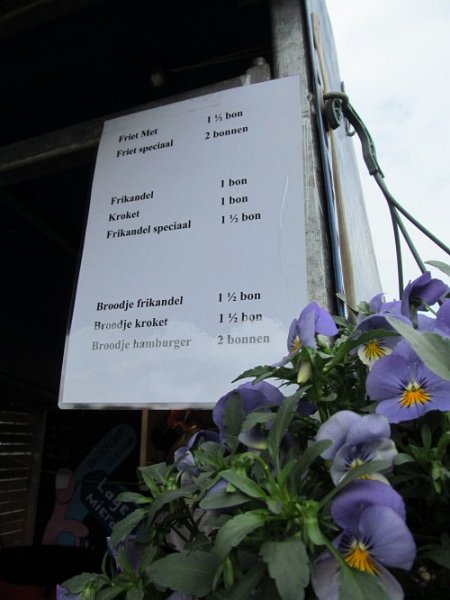 Friet Met 1 ½ bon
Friet speciaal 2 bonnen
Frikandel 1 bon
Kroket 1 bon
Frikandel speciaal 1 ½ bon
Broodje frikandel 1 ½ bon
Broodje kroket 1 ½ bon
Broodje hamburger 2 bonnen